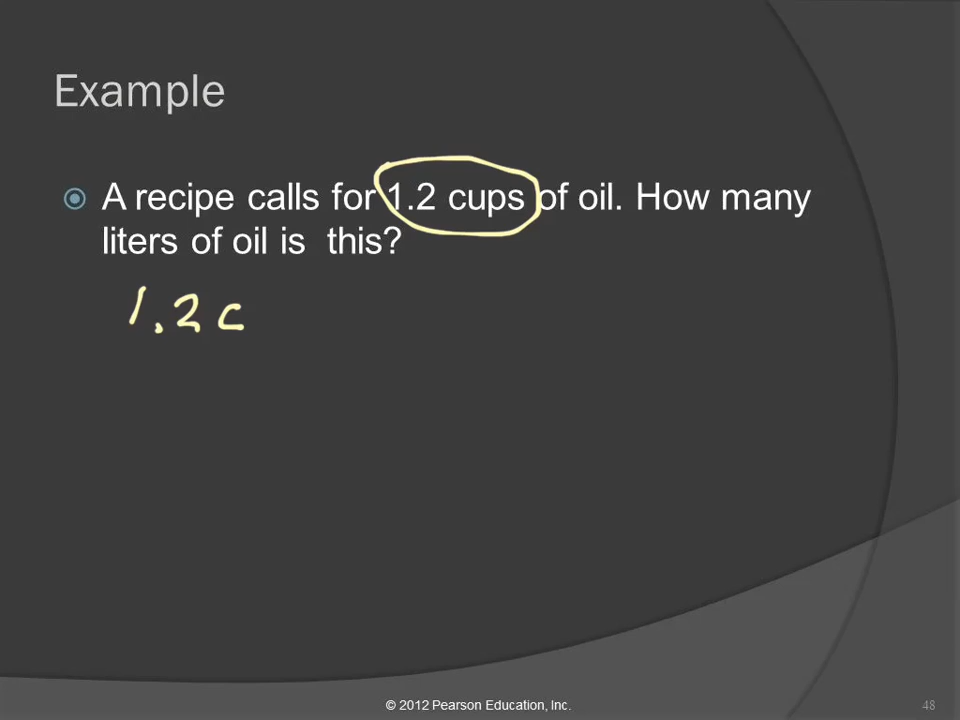 Example
A recipe calls for 1.2 cups of oil. How many
liters of oil is this?
1.2 c
© 2012 Pearson Education, Inc.
48